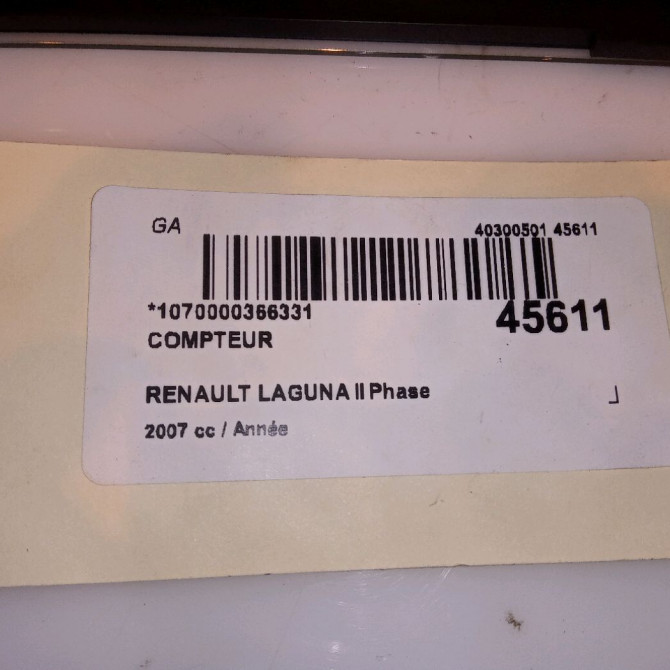 GA
40300501 45611
*1070000366331
45611
COMPTEUR
RENAULT LAGUNA II Phase
2007 cc / Année